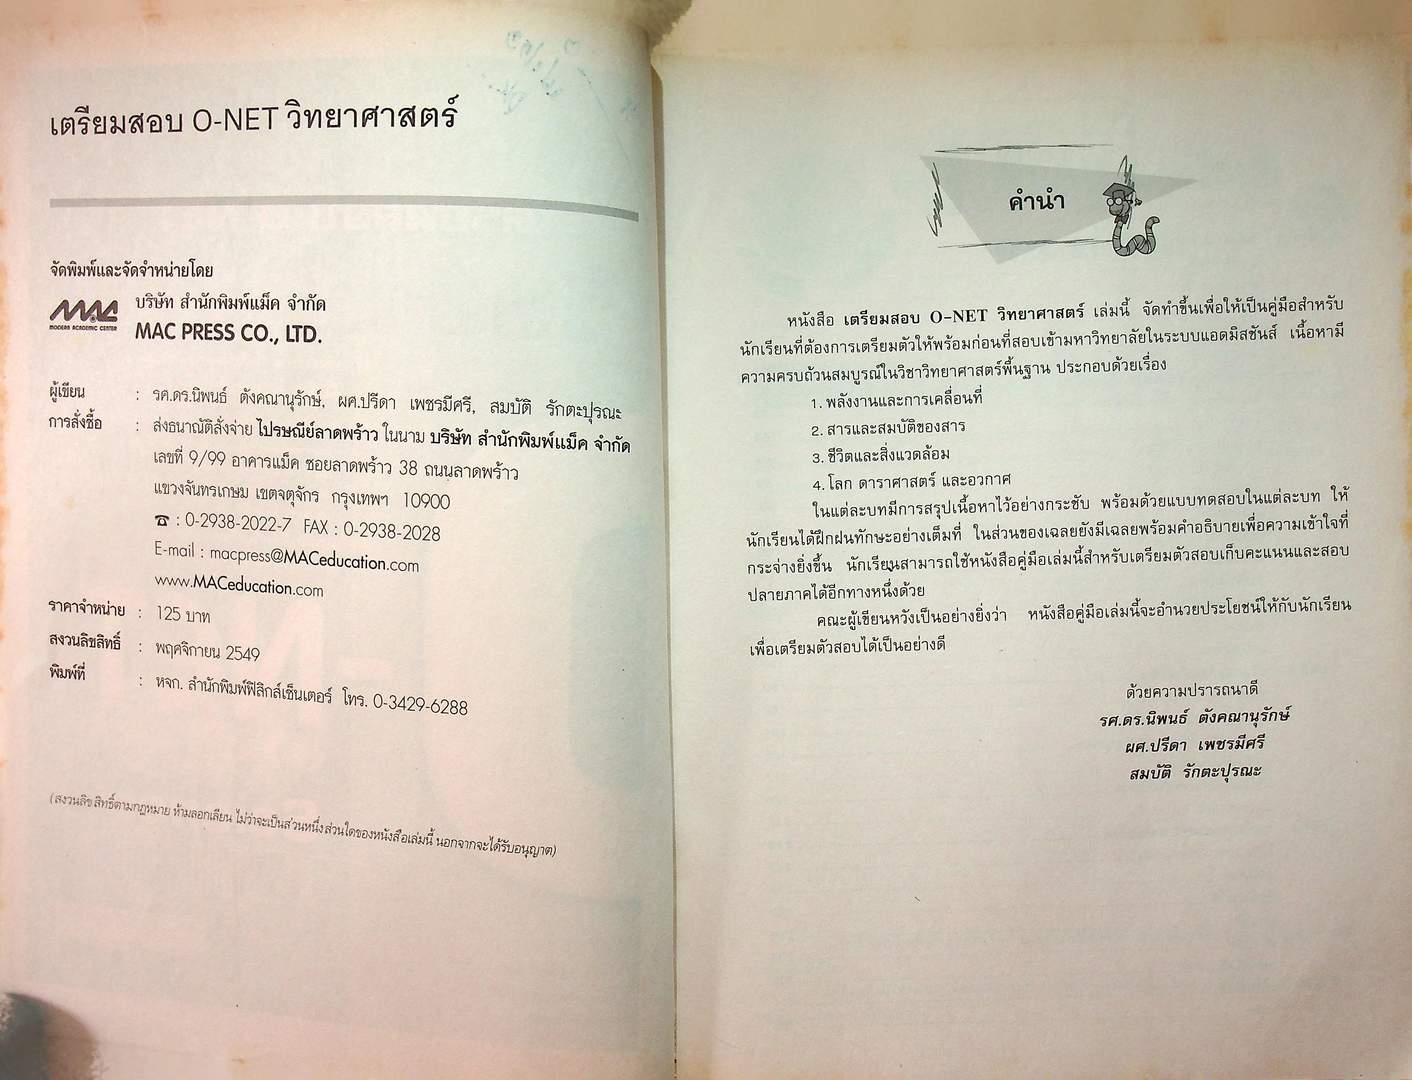 เตรียมสอบ O-NET วิทยาศาสตร์
จัดพิมพ์และจัดจำหน่ายโดย
MAC
MODERN ACADEMIC CENTER
บริษัท สำนักพิมพ์แม็ค จำกัด
MAC PRESS CO., LTD.
ผู้เขียน : รศ.ดร.นิพนธ์ ตังคณานุรักษ์, ผศ.ปรีดา เพชรมีศรี, สมบัติ รักตะปุรณะ
การสั่งซื้อ : ส่งธนาณัติสั่งจ่าย ไปรษณีย์ลาดพร้าว ในนาม บริษัท สำนักพิมพ์แม็ค จำกัด
เลขที่ 9/99 อาคารแม็ค ซอยลาดพร้าว 38 ถนนลาดพร้าว
แขวงจันทรเกษม เขตจตุจักร กรุงเทพฯ 10900
☎ : 0-2938-2022-7 FAX : 0-2938-2028
E-mail : macpress@MACeducation.com
www.MACeducation.com
ราคาจำหน่าย : 125 บาท
สงวนลิขสิทธิ์ : พฤศจิกายน 2549
พิมพ์ที่ : หจก. สำนักพิมพ์ฟิสิกส์เซ็นเตอร์ โทร. 0-3429-6288
(สงวนลิขสิทธิ์ตามกฎหมาย ห้ามลอกเลียน ไม่ว่าจะเป็นส่วนหนึ่งส่วนใดของหนังสือเล่มนี้ นอกจากจะได้รับอนุญาต)
คำนำ
หนังสือ เตรียมสอบ O-NET วิทยาศาสตร์ เล่มนี้ จัดทำขึ้นเพื่อให้เป็นคู่มือสำหรับ
นักเรียนที่ต้องการเตรียมตัวให้พร้อมก่อนที่สอบเข้ามหาวิทยาลัยในระบบแอดมิสชันส์ เนื้อหามี
ความครบถ้วนสมบูรณ์ในวิชาวิทยาศาสตร์พื้นฐาน ประกอบด้วยเรื่อง
1. พลังงานและการเคลื่อนที่
2. สารและสมบัติของสาร
3. ชีวิตและสิ่งแวดล้อม
4. โลก ดาราศาสตร์ และอวกาศ
ในแต่ละบทมีการสรุปเนื้อหาไว้อย่างกระชับ พร้อมด้วยแบบทดสอบในแต่ละบท ให้
นักเรียนได้ฝึกฝนทักษะอย่างเต็มที่ ในส่วนของเฉลยยังมีเฉลยพร้อมคำอธิบายเพื่อความเข้าใจที่
กระจ่างยิ่งขึ้น นักเรียนสามารถใช้หนังสือคู่มือเล่มนี้สำหรับเตรียมตัวสอบเก็บคะแนนและสอบ
ปลายภาคได้อีกทางหนึ่งด้วย
คณะผู้เขียนหวังเป็นอย่างยิ่งว่า หนังสือคู่มือเล่มนี้จะอำนวยประโยชน์ให้กับนักเรียน
เพื่อเตรียมตัวสอบได้เป็นอย่างดี
ด้วยความปรารถนาดี
รศ.ดร.นิพนธ์ ตังคณานุรักษ์
ผศ.ปรีดา เพชรมีศรี
สมบัติ รักตะปุรณะ